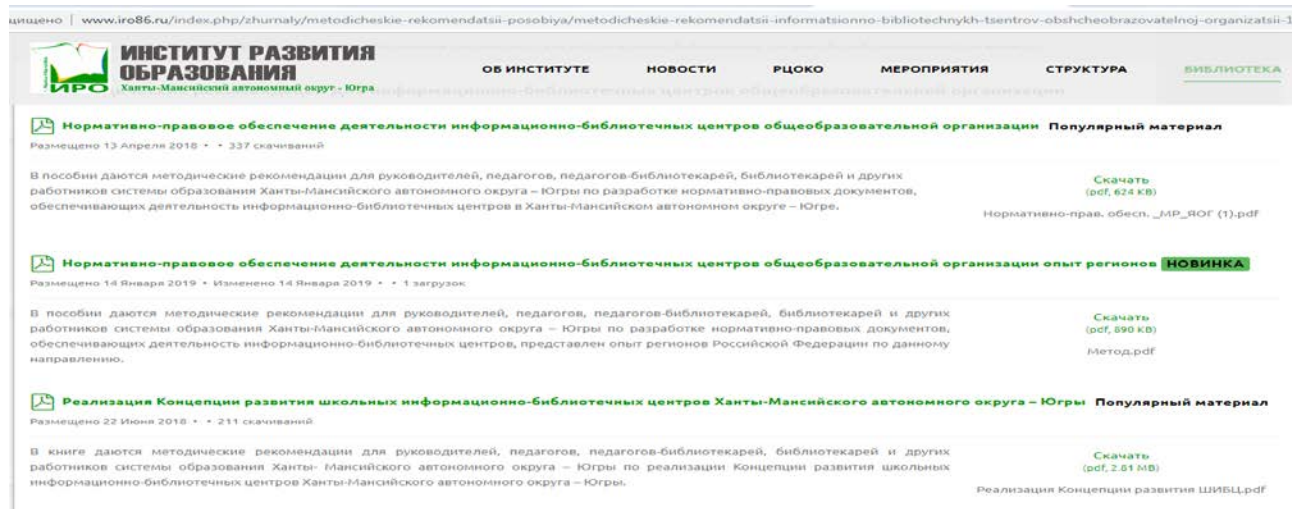 щищено | www.iro86.ru/index.php/zhurnaly/metodicheskie-rekomendatsii-posobiya/metodicheskie-rekomendatsii-informatsionno-bibliotechnykh-tsentrov-obshcheobrazovatelnoj-organizatsii-1
ИНСТИТУТ РАЗВИТИЯ
ОБРАЗОВАНИЯ
ИРО Ханты-Мансийский автономный округ - Югра
ОБ ИНСТИТУТЕ НОВОСТИ РЦОКО МЕРОПРИЯТИЯ СТРУКТУРА БИБЛИОТЕКА
Нормативно-правовое обеспечение деятельности информационно-библиотечных центров общеобразовательной организации Популярный материал
Размещено 13 Апреля 2018 • • 337 скачиваний
В пособии даются методические рекомендации для руководителей, педагогов, педагогов-библиотекарей, библиотекарей и других
работников системы образования Ханты-Мансийского автономного округа – Югры по разработке нормативно-правовых документов,
обеспечивающих деятельность информационно-библиотечных центров в Ханты-Мансийском автономном округе – Югре.
Скачать
(pdf, 624 KB)
Нормативно-прав. обесп. _МР_ЯОГ (1).pdf
Нормативно-правовое обеспечение деятельности информационно-библиотечных центров общеобразовательной организации опыт регионов НОВИНКА
Размещено 14 Января 2019 • Изменено 14 Января 2019 • • 1 загрузок
В пособии даются методические рекомендации для руководителей, педагогов, педагогов-библиотекарей, библиотекарей и других
работников системы образования Ханты-Мансийского автономного округа – Югры по разработке нормативно-правовых документов,
обеспечивающих деятельность информационно-библиотечных центров, представлен опыт регионов Российской Федерации по данному
направлению.
Скачать
(pdf, 890 KB)
Метод.pdf
Реализация Концепции развития школьных информационно-библиотечных центров Ханты-Мансийского автономного округа – Югры Популярный материал
Размещено 22 Июня 2018 • • 211 скачиваний
В книге даются методические рекомендации для руководителей, педагогов, педагогов-библиотекарей, библиотекарей и других
работников системы образования Ханты- Мансийского автономного округа – Югры по реализации Концепции развития школьных
информационно-библиотечных центров Ханты-Мансийского автономного округа – Югры.
Скачать
(pdf, 2.81 MB)
Реализация Концепции развития ШИБЦ.pdf